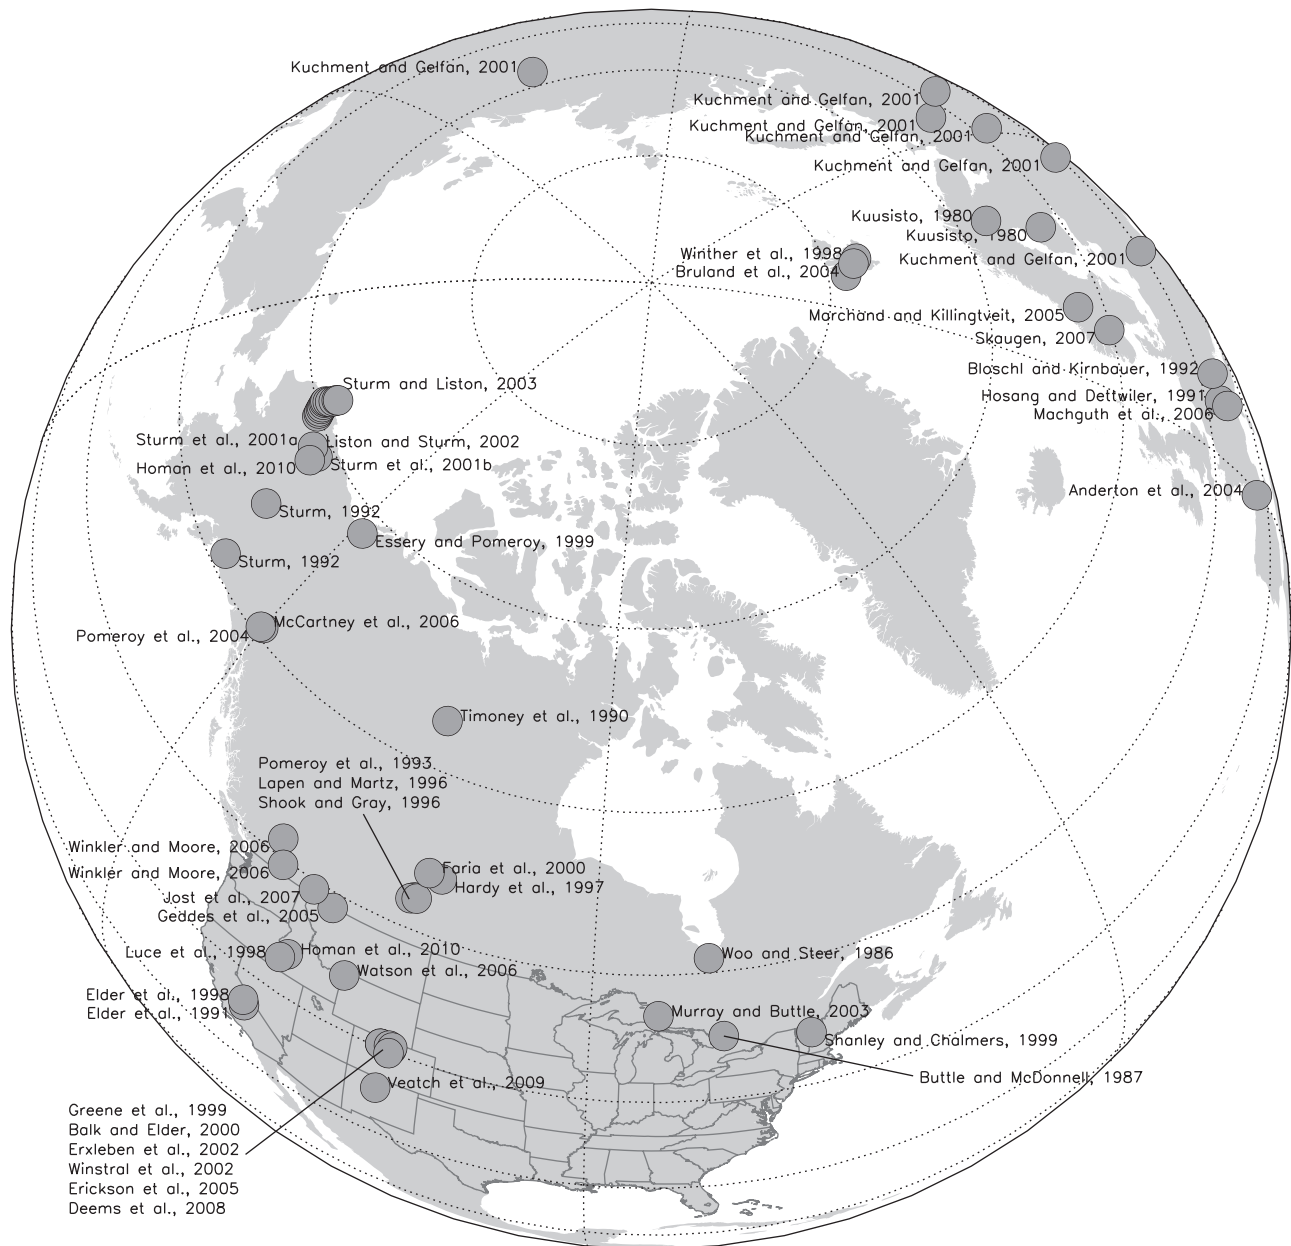 Kuchment and Gelfan, 2001
Kuchment and Gelfan, 2001
Kuchment and Gelfan, 2001
Kuchment and Gelfan, 2001
Kuchment and Gelfan, 2001
Kuusisto, 1980
Kuusisto, 1980
Winther et al., 1998
Kuchment and Gelfan, 2001
Bruland et al., 2004
Marchand and Killingtveit, 2005
Skaugen, 2007
Bloschl and Kirnbauer, 1992
Sturm and Liston, 2003
Hosang and Dettwiler, 1991
Machguth et al., 2006
Sturm et al., 2001a
Liston and Sturm, 2002
Homan et al., 2010
Sturm et al., 2001b
Anderton et al., 2004
Sturm, 1992
Essery and Pomeroy, 1999
Sturm, 1992
McCartney et al., 2006
Pomeroy et al., 2004
Timoney et al., 1990
Pomeroy et al., 1993
Lapen and Martz, 1996
Shook and Gray, 1996
Winkler and Moore, 2006
Winkler and Moore, 2006
Faria et al., 2000
Hardy et al., 1997
Jost et al., 2007
Geddes et al., 2005
Luce et al., 1998
Homan et al., 2010
Woo and Steer, 1986
Watson et al., 2006
Elder et al., 1998
Elder et al., 1991
Murray and Buttle, 2003
Shanley and Chalmers, 1999
Buttle and McDonnell, 1987
Veatch et al., 2009
Greene et al., 1999
Balk and Elder, 2000
Erxleben et al., 2002
Winstral et al., 2002
Erickson et al., 2005
Deems et al., 2008